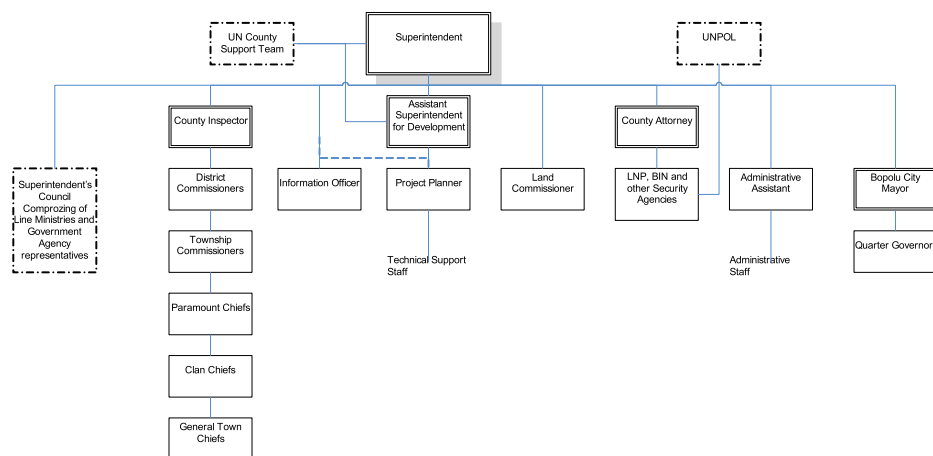 UN County
Support Team
Superintendent
UNPOL
County Inspector
Assistant
Superintendent
for Development
County Attorney
Superintendent's
Council
Comprozing of
Line Ministries and
Government
Agency
representatives
District
Commissioners
Information Officer
Project Planner
Land
Commissioner
LNP, BIN and
other Security
Agencies
Administrative
Assistant
Bopolu City
Mayor
Township
Commissioners
Technical Support
Staff
Administrative
Staff
Quarter Governor
Paramount Chiefs
Clan Chiefs
General Town
Chiefs